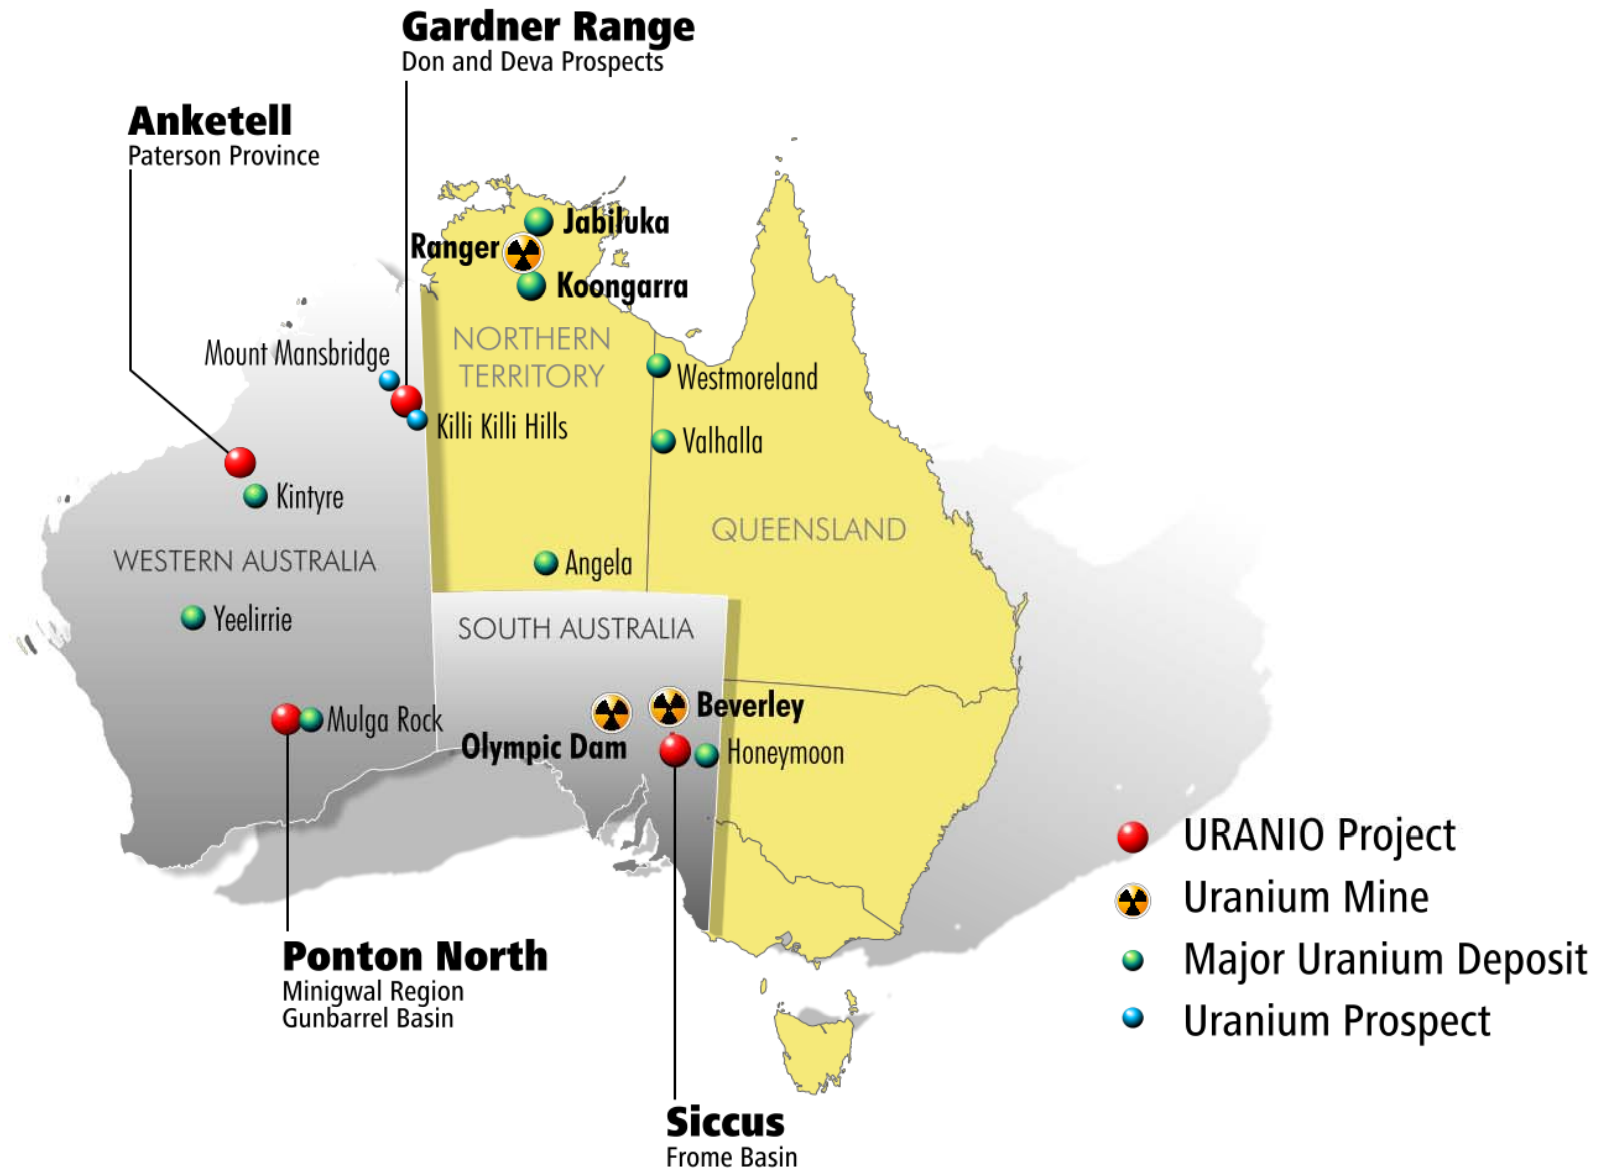 Gardner Range
Don and Deva Prospects
Anketell
Paterson Province
Jabiluka
Ranger
Koongarra
NORTHERN
TERRITORY
Mount Mansbridge
Westmoreland
Killi Killi Hills
Valhalla
Kintyre
QUEENSLAND
WESTERN AUSTRALIA
Angela
Yeelirrie
SOUTH AUSTRALIA
Beverley
Mulga Rock
Olympic Dam
Honeymoon
URANIO Project
Uranium Mine
Major Uranium Deposit
Uranium Prospect
Ponton North
Minigwal Region
Gunbarrel Basin
Siccus
Frome Basin